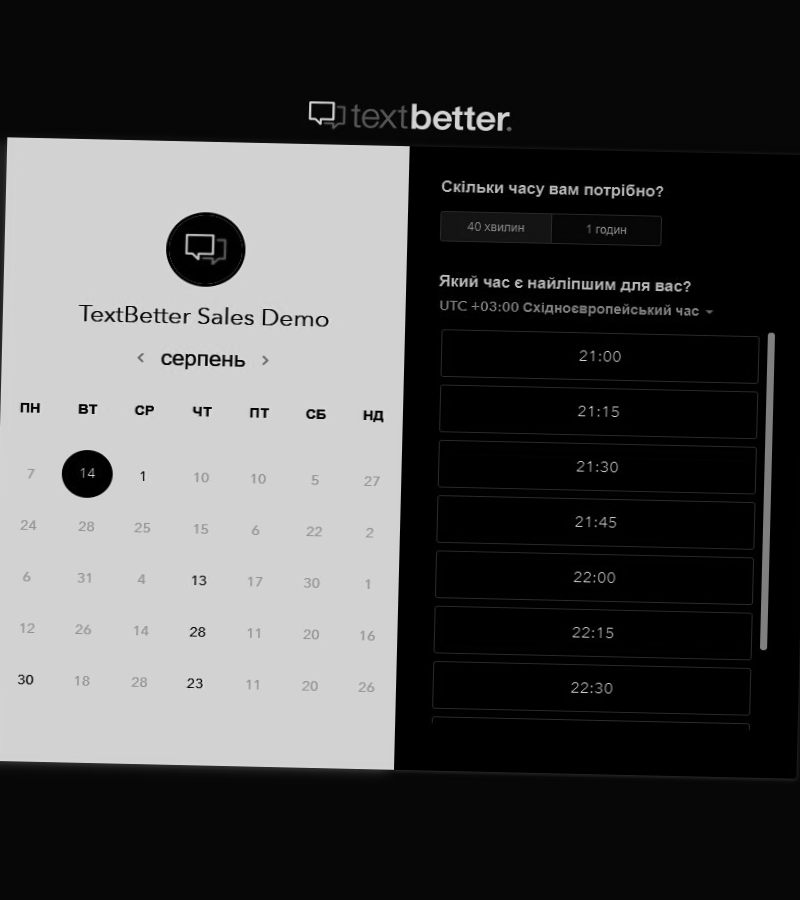 textbetter.
TextBetter Sales Demo
серпень
ПН ВТ СР ЧТ ПТ СБ НД
7 14 1 10 10 5 27
24 28 25 15 6 22 2
6 31 4 13 17 30 1
12 26 14 28 11 20 16
30 18 28 23 11 20 26
Скільки часу вам потрібно?
40 хвилин 1 годин
Який час є найліпшим для вас?
UTC +03:00 Східноєвропейський час
21:00
21:15
21:30
21:45
22:00
22:15
22:30